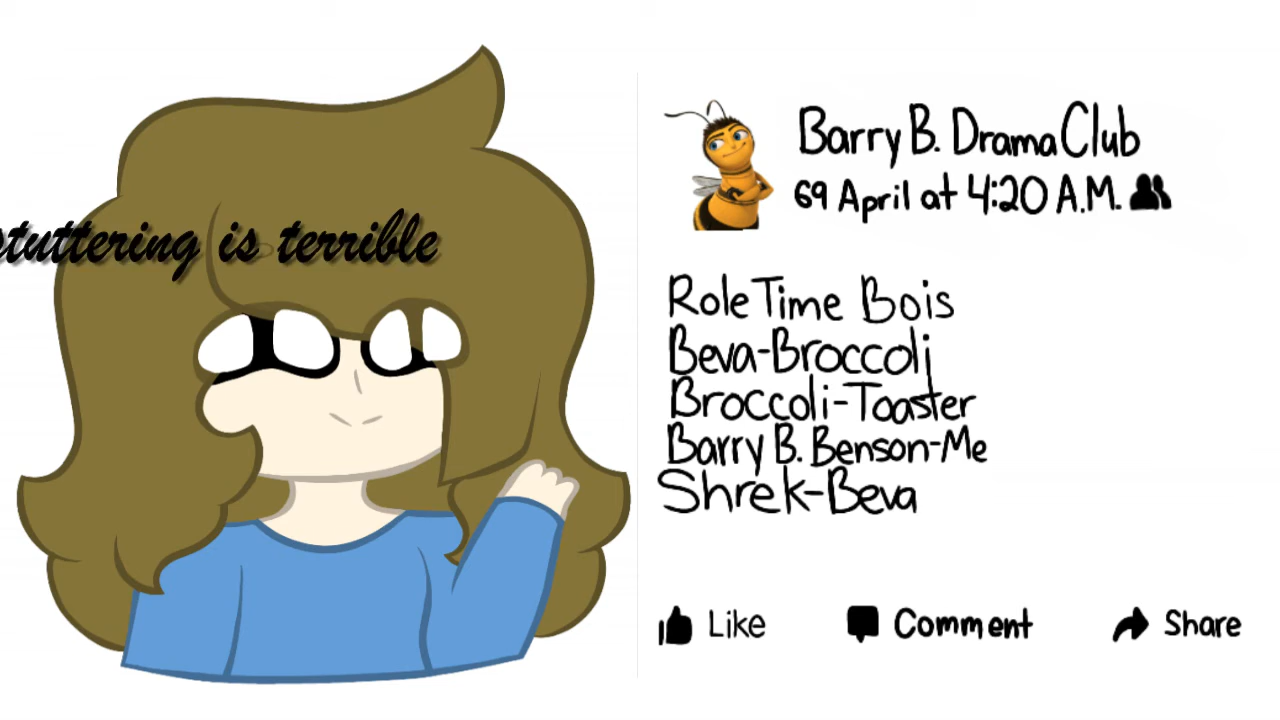 stuttering is terrible
Barry B. Drama Club
69 April at 4:20 A.M.
Role Time Bois
Beva-Broccoli
Broccoli-Toaster
Barry B. Benson-Me
Shrek-Beva
Like
Comment
Share